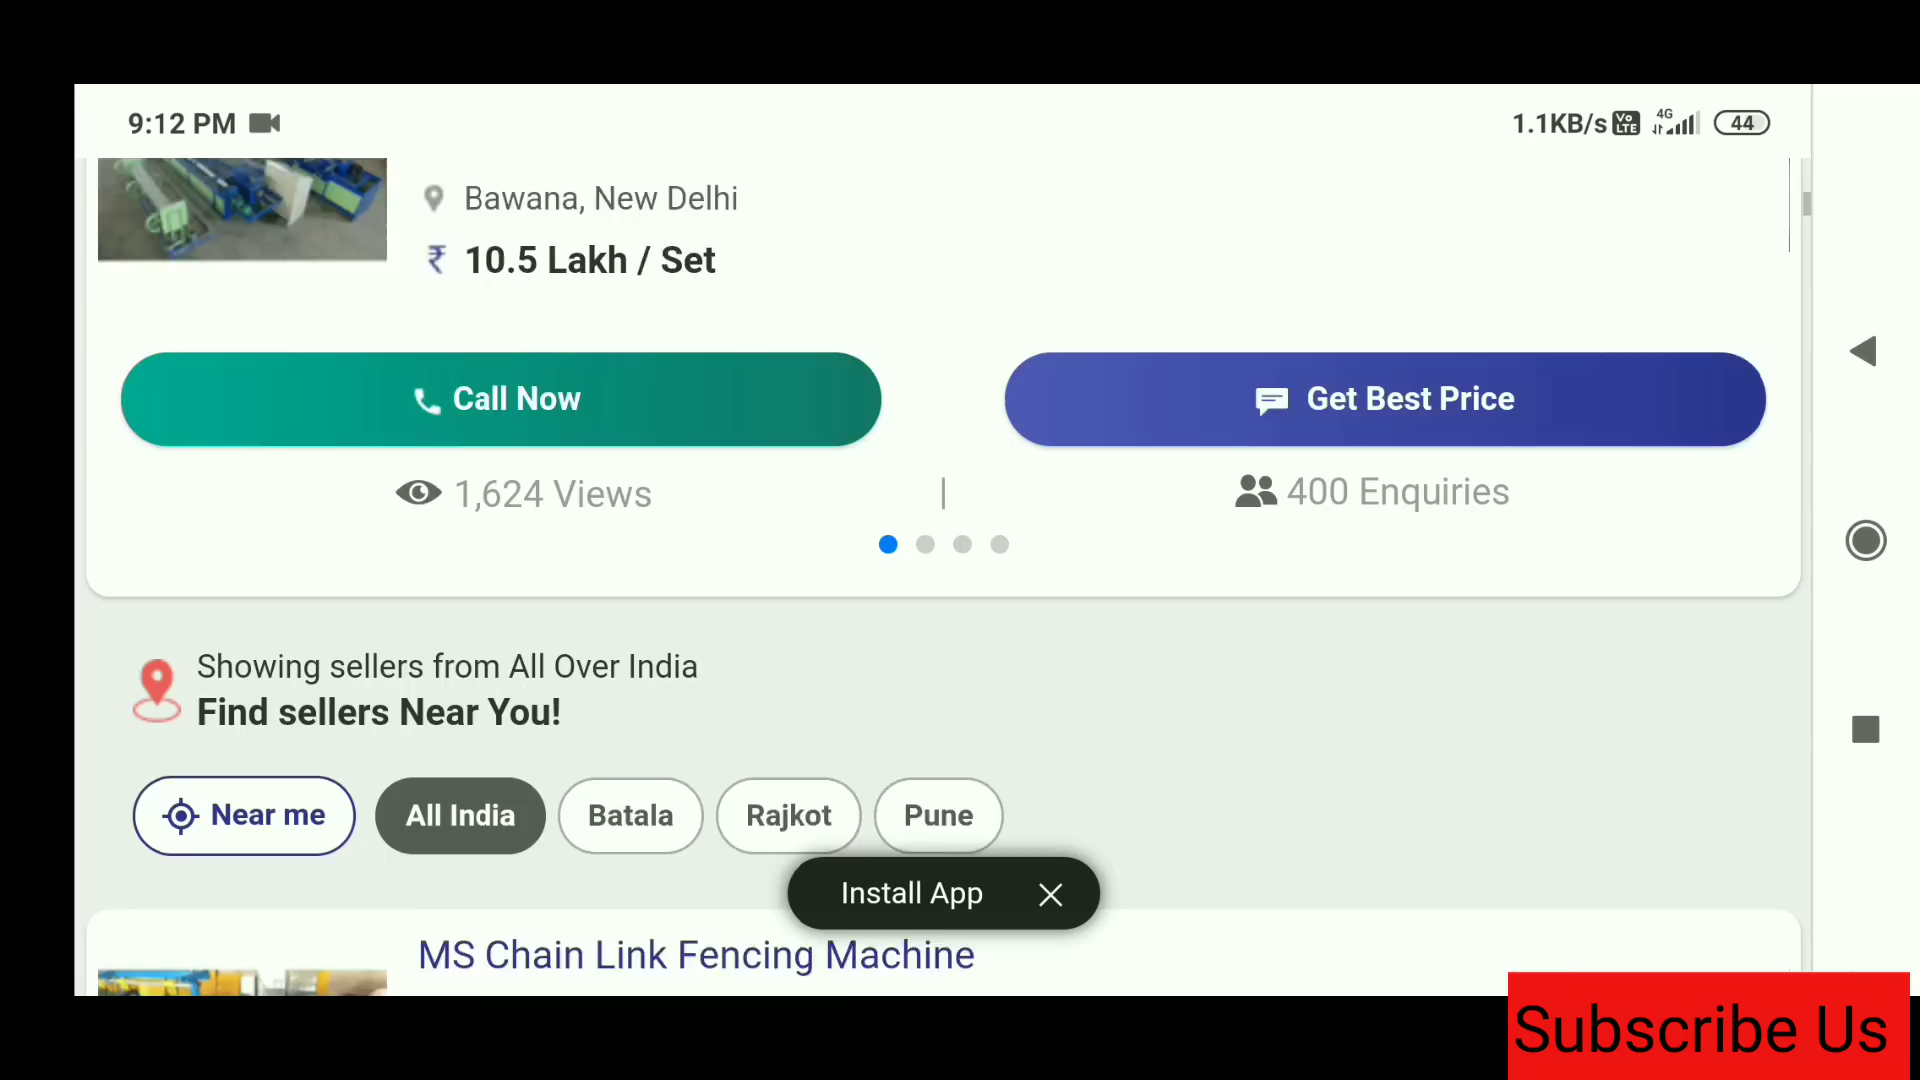 9:12 PM
1.1KB/s Vo LTE 4G 44
Bawana, New Delhi
₹ 10.5 Lakh / Set
Call Now
Get Best Price
1,624 Views | 400 Enquiries
Showing sellers from All Over India
Find sellers Near You!
Near me
All India
Batala
Rajkot
Pune
Install App
MS Chain Link Fencing Machine
Subscribe Us